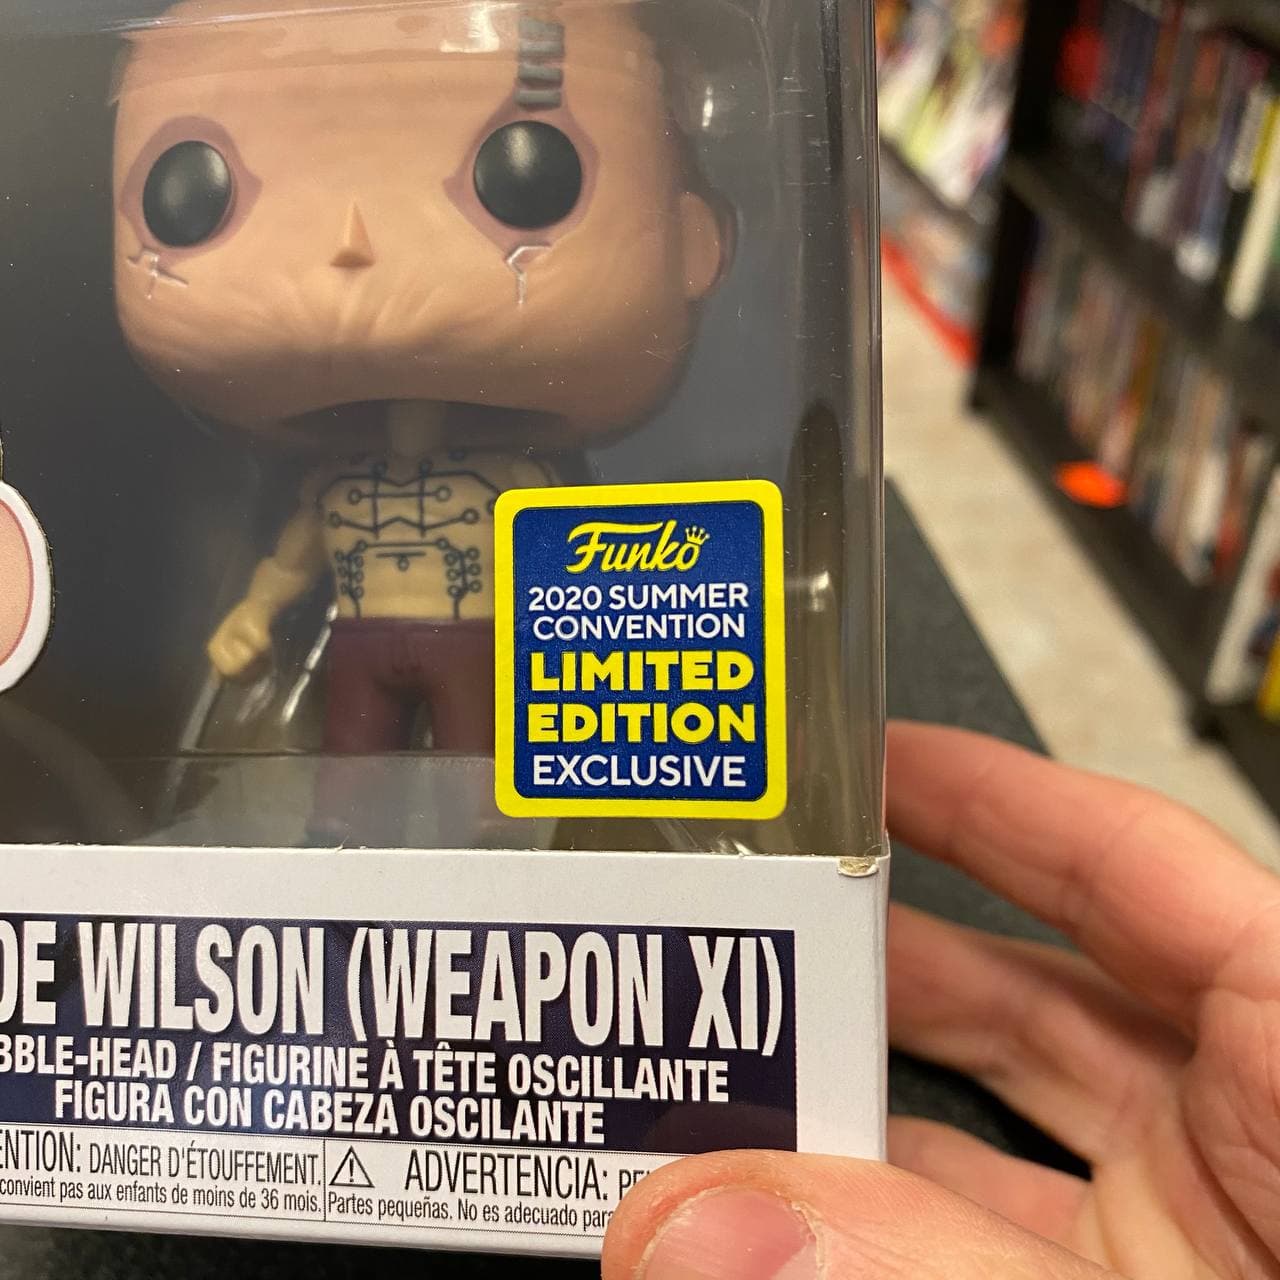 Funko
2020 SUMMER
CONVENTION
LIMITED
EDITION
EXCLUSIVE
DE WILSON (WEAPON XI)
BBLE-HEAD / FIGURINE À TÊTE OSCILLANTE
FIGURA CON CABEZA OSCILANTE
ENTION: DANGER D'ÉTOUFFEMENT. ADVERTENCIA: PE
convient pas aux enfants de moins de 36 mois. Partes pequeñas. No es adecuado par